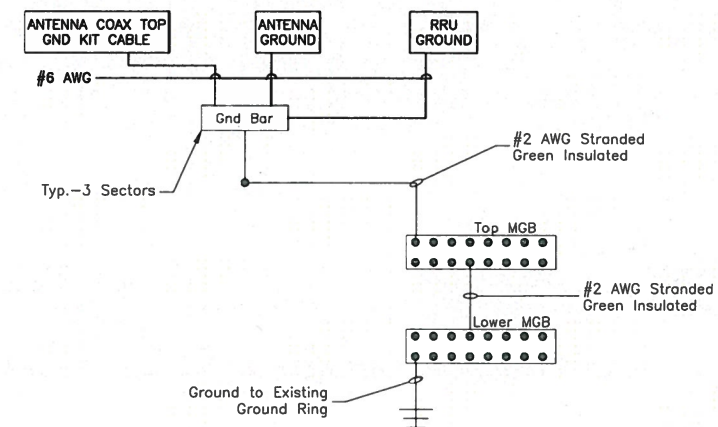 ANTENNA COAX TOP
GND KIT CABLE
ANTENNA
GROUND
RRU
GROUND
#6 AWG
Gnd Bar
#2 AWG Stranded
Green Insulated
Typ.-3 Sectors
Top MGB
#2 AWG Stranded
Green Insulated
Lower MGB
Ground to Existing
Ground Ring